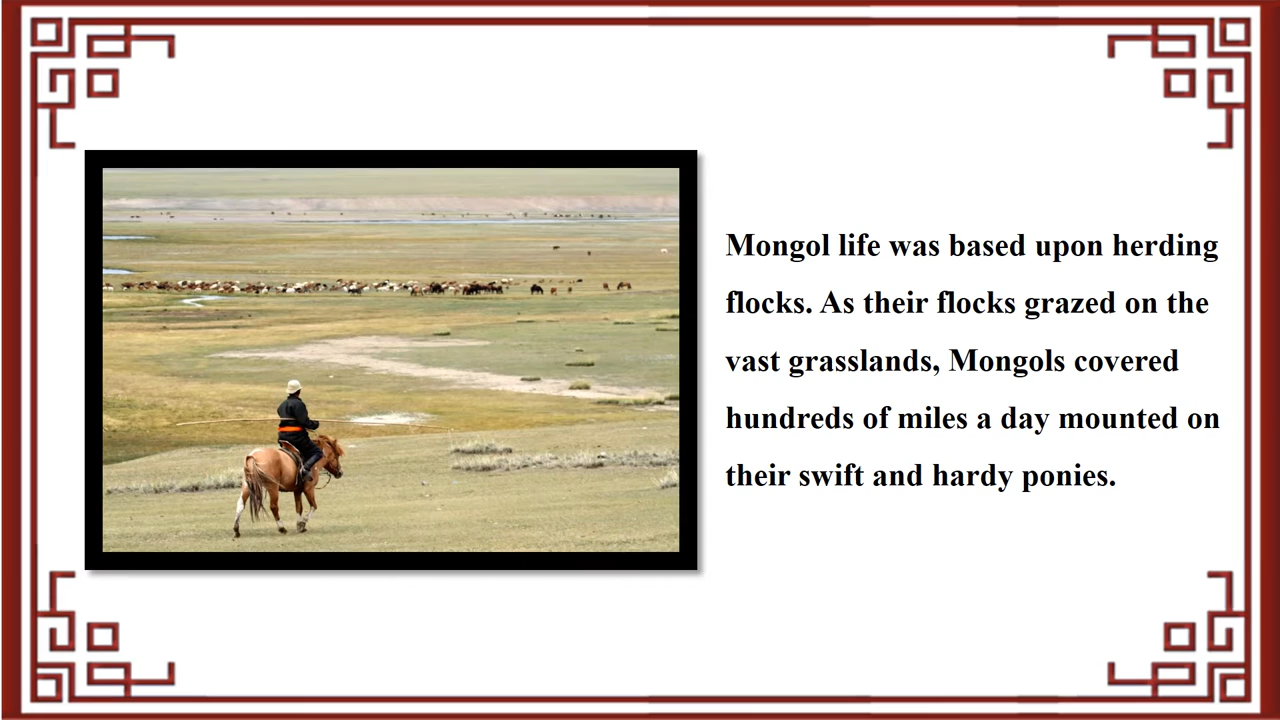 Mongol life was based upon herding
flocks. As their flocks grazed on the
vast grasslands, Mongols covered
hundreds of miles a day mounted on
their swift and hardy ponies.